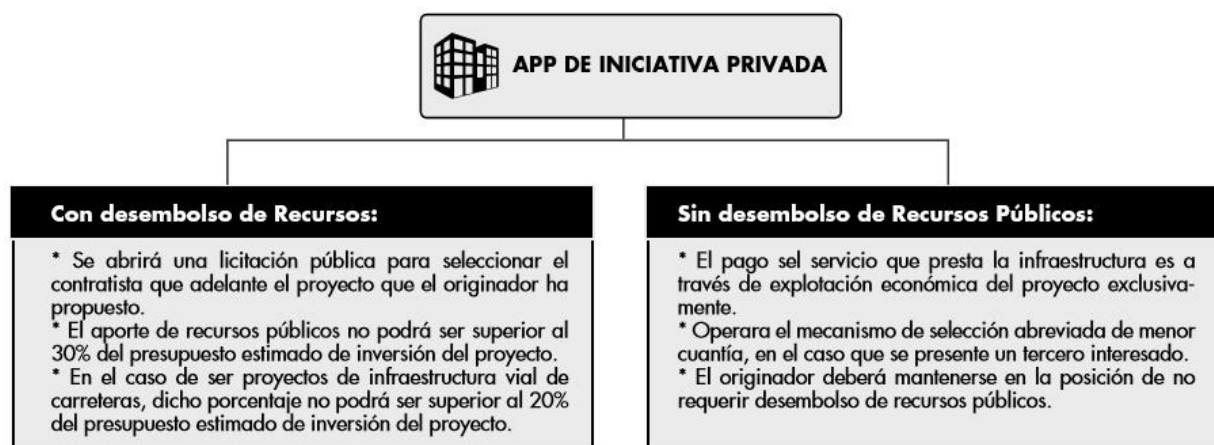 APP DE INICIATIVA PRIVADA
Con desembolso de Recursos:
* Se abrirá una licitación pública para seleccionar el
contratista que adelante el proyecto que el originador ha
propuesto.
* El aporte de recursos públicos no podrá ser superior al
30% del presupuesto estimado de inversión del proyecto.
* En el caso de ser proyectos de infraestructura vial de
carreteras, dicho porcentaje no podrá ser superior al 20%
del presupuesto estimado de inversión del proyecto.
Sin desembolso de Recursos Públicos:
* El pago sel servicio que presta la infraestructura es a
través de explotación económica del proyecto exclusiva-
mente.
* Operara el mecanismo de selección abreviada de menor
cuantía, en el caso que se presente un tercero interesado.
* El originador deberá mantenerse en la posición de no
requerir desembolso de recursos públicos.